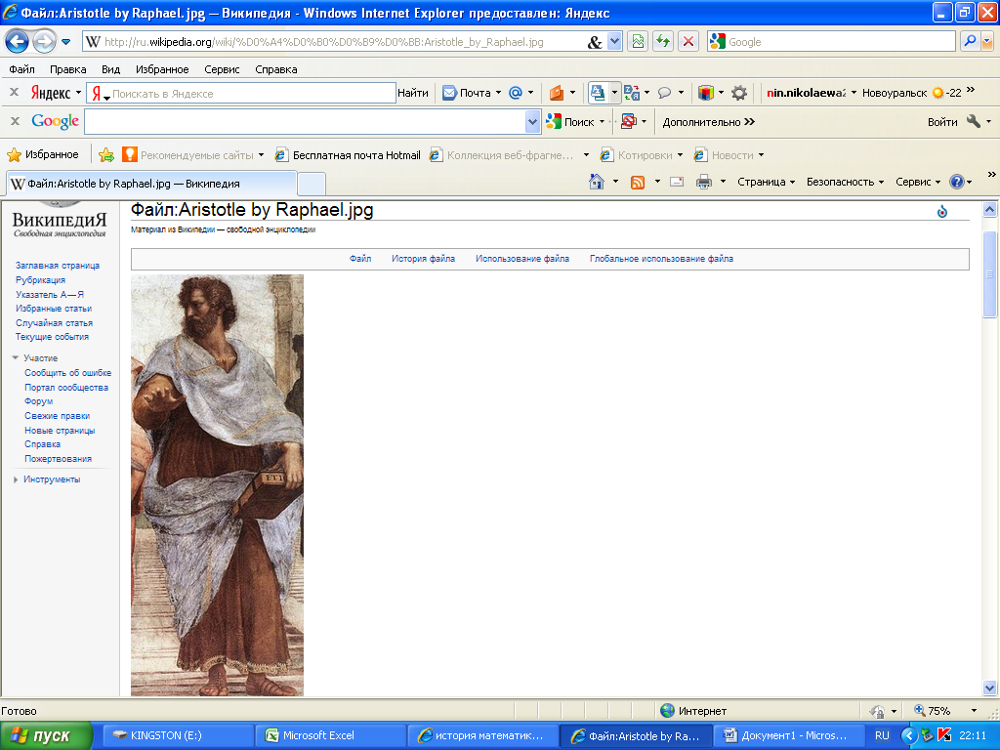 Файл:Aristotle by Raphael.jpg — Википедия - Windows Internet Explorer предоставлен: Яндекс
http://ru.wikipedia.org/wiki/%D0%A4%D0%B0%D0%B9%D0%BB:Aristotle_by_Raphael.jpg
Google
Файл Правка Вид Избранное Сервис Справка
Яндекс Я Поискать в Яндексе Найти Почта nin.nikolaewa2 Новоуральск -22 »
Google Поиск Дополнительно » Войти
Избранное Рекомендуемые сайты Бесплатная почта Hotmail Коллекция веб-фрагме... Котировки Новости
Файл:Aristotle by Raphael.jpg — Википедия Страница Безопасность Сервис »
ВикипедиЯ
Свободная энциклопедия
Заглавная страница
Рубрикация
Указатель А — Я
Избранные статьи
Случайная статья
Текущие события
Участие
Сообщить об ошибке
Портал сообщества
Форум
Свежие правки
Новые страницы
Справка
Пожертвования
Инструменты
Файл:Aristotle by Raphael.jpg
Материал из Википедии — свободной энциклопедии
Файл История файла Использование файла Глобальное использование файла
Готово Интернет 75%
пуск KINGSTON (E:) Microsoft Excel история математик... Файл:Aristotle by Ra... Документ1 - Micros... RU 22:11